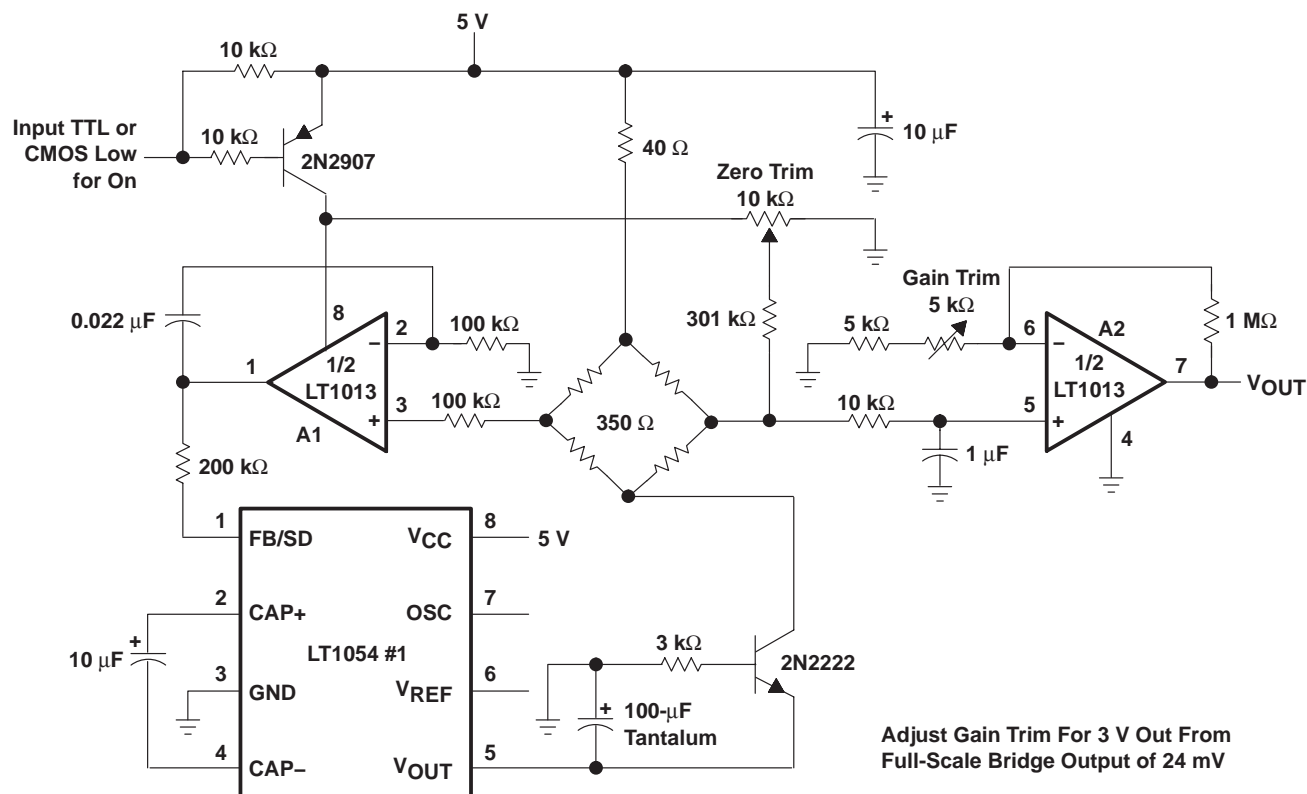 5 V
10 kΩ
Input TTL or
CMOS Low
for On
10 kΩ
2N2907
40 Ω
+
10 μF
Zero Trim
10 kΩ
Gain Trim
5 kΩ
0.022 μF
8
2
100 kΩ
301 kΩ
5 kΩ
6
A2
1 MΩ
1
−
1/2
LT1013
+
3
A1
100 kΩ
350 Ω
10 kΩ
−
1/2
LT1013
+
5
7
VOUT
4
1 μF
200 kΩ
1
FB/SD
VCC
8
5 V
2
CAP+
OSC
7
+
10 μF
LT1054 #1
3 kΩ
2N2222
3
GND
VREF
6
+
100-μF
Tantalum
4
CAP−
VOUT
5
Adjust Gain Trim For 3 V Out From
Full-Scale Bridge Output of 24 mV